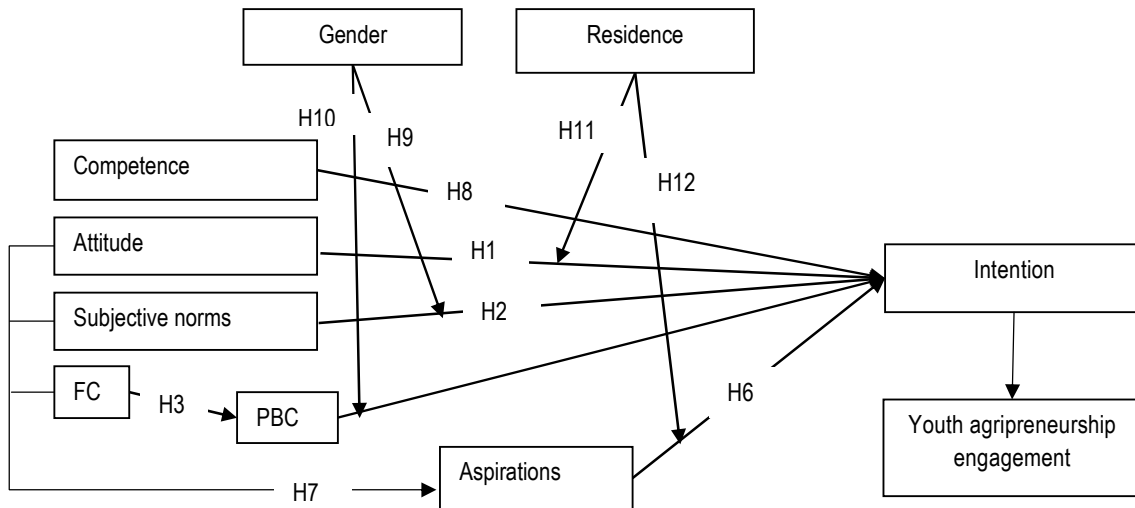 Gender
Residence
H10
H9
H11
Competence
H8
H12
Attitude
H1
Intention
Subjective norms
H2
FC
H3
PBC
H6
Youth agripreneurship
engagement
Aspirations
H7